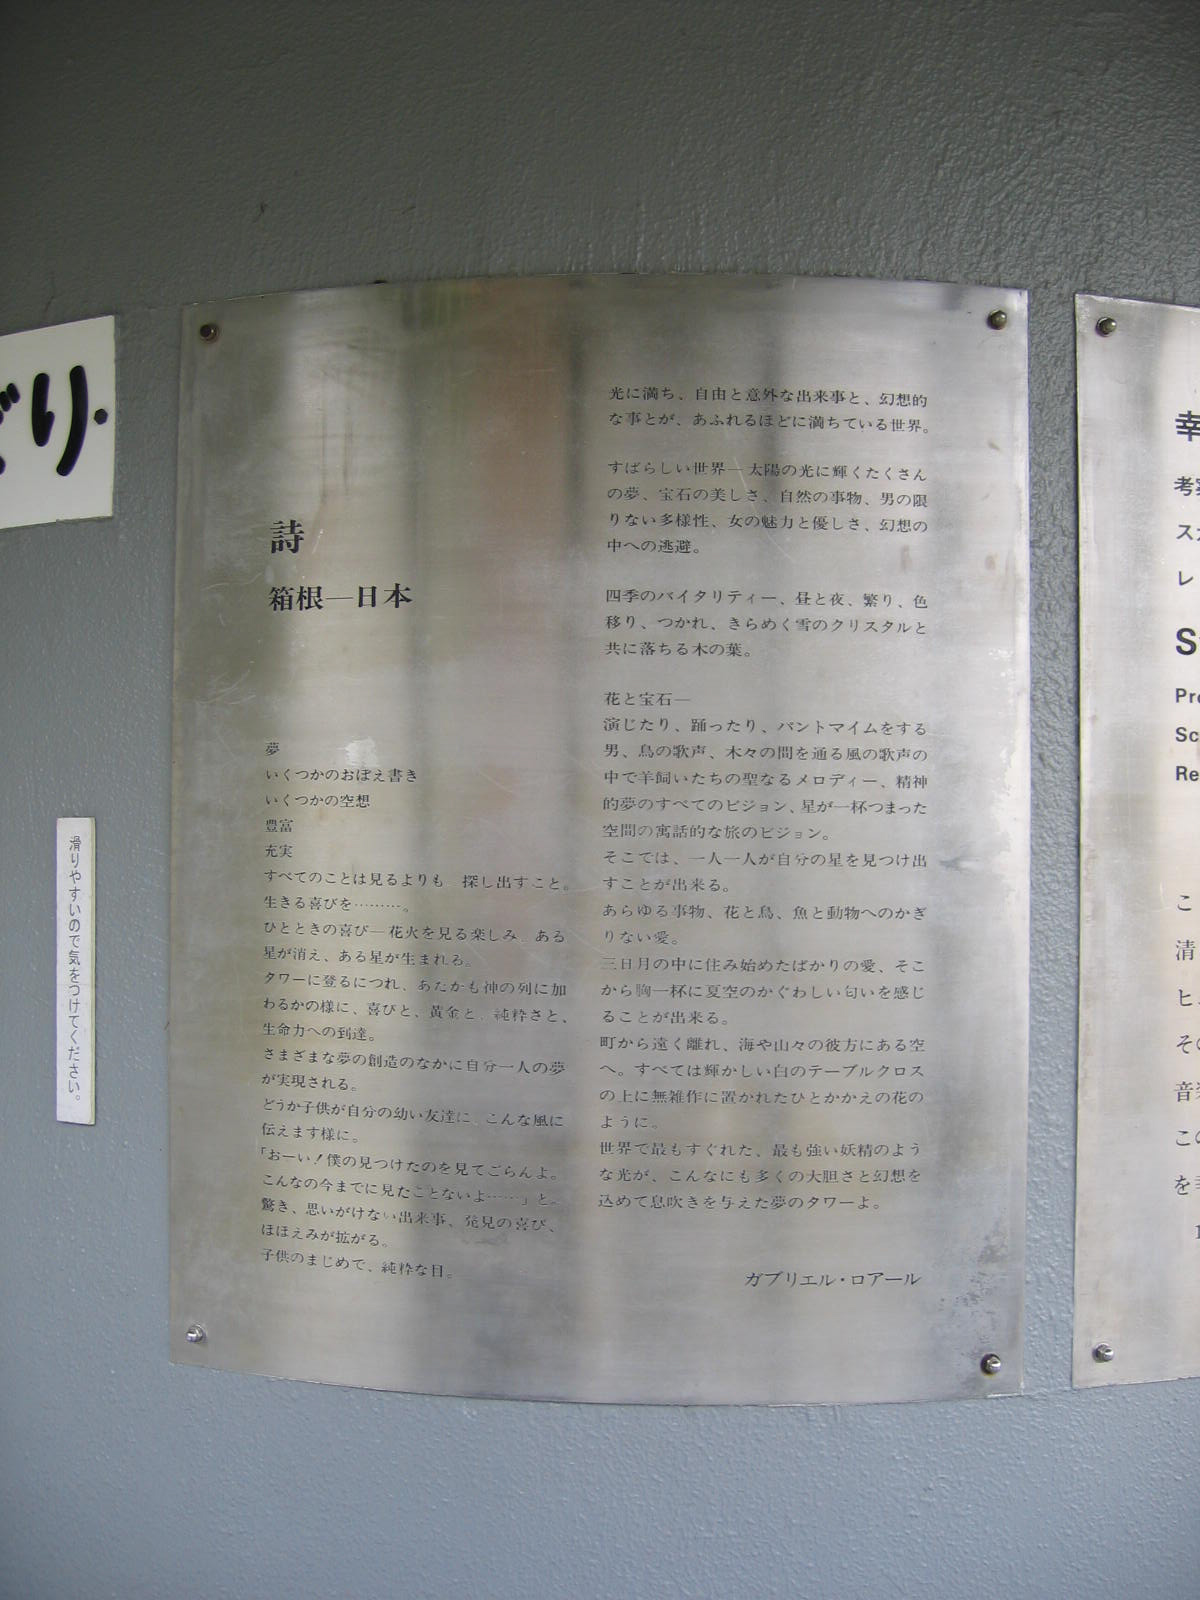 どり
滑りやすいので気をつけてください。
詩
箱根—日本
夢
いくつかのおぼえ書き
いくつかの空想
豊富
充実
すべてのことは見るよりも　探し出すこと。
生きる喜びを………。
ひとときの喜び—花火を見る楽しみ、ある
星が消え、ある星が生まれる。
タワーに登るにつれ、あたかも神の列に加
わるかの様に、喜びと、黄金と、純粋さと、
生命力への到達。
さまざまな夢の創造のなかに自分一人の夢
が実現される。
どうか子供が自分の幼い友達に、こんな風に
伝えます様に。
「おーい！僕の見つけたのを見てごらんよ。
こんなの今までに見たことないよ……」と。
驚き、思いがけない出来事、発見の喜び、
ほほえみが拡がる。
子供のまじめで、純粋な目。
光に満ち、自由と意外な出来事と、幻想的
な事とが、あふれるほどに満ちている世界。
すばらしい世界—太陽の光に輝くたくさん
の夢、宝石の美しさ、自然の事物、男の限
りない多様性、女の魅力と優しさ、幻想の
中への逃避。
四季のバイタリティー、昼と夜、繁り、色
移り、つかれ、きらめく雪のクリスタルと
共に落ちる木の葉。
花と宝石—
演じたり、踊ったり、パントマイムをする
男、鳥の歌声、木々の間を通る風の歌声の
中で羊飼いたちの聖なるメロディー、精神
的夢のすべてのビジョン、星が一杯つまった
空間の寓話的な旅のビジョン。
そこでは、一人一人が自分の星を見つけ出
すことが出来る。
あらゆる事物、花と鳥、魚と動物へのかぎ
りない愛。
三日月の中に住み始めたばかりの愛、そこ
から胸一杯に夏空のかぐわしい匂いを感じ
ることが出来る。
町から遠く離れ、海や山々の彼方にある空
へ。すべては輝かしい白のテーブルクロス
の上に無雑作に置かれたひとかかえの花の
ように。
世界で最もすぐれた、最も強い妖精のよう
な光が、こんなにも多くの大胆さと幻想を
込めて息吹きを与えた夢のタワーよ。
ガブリエル・ロアール
幸
考
ス
レ
S
Pro
Sc
Re
こ
清
ヒ
その
音
この
を